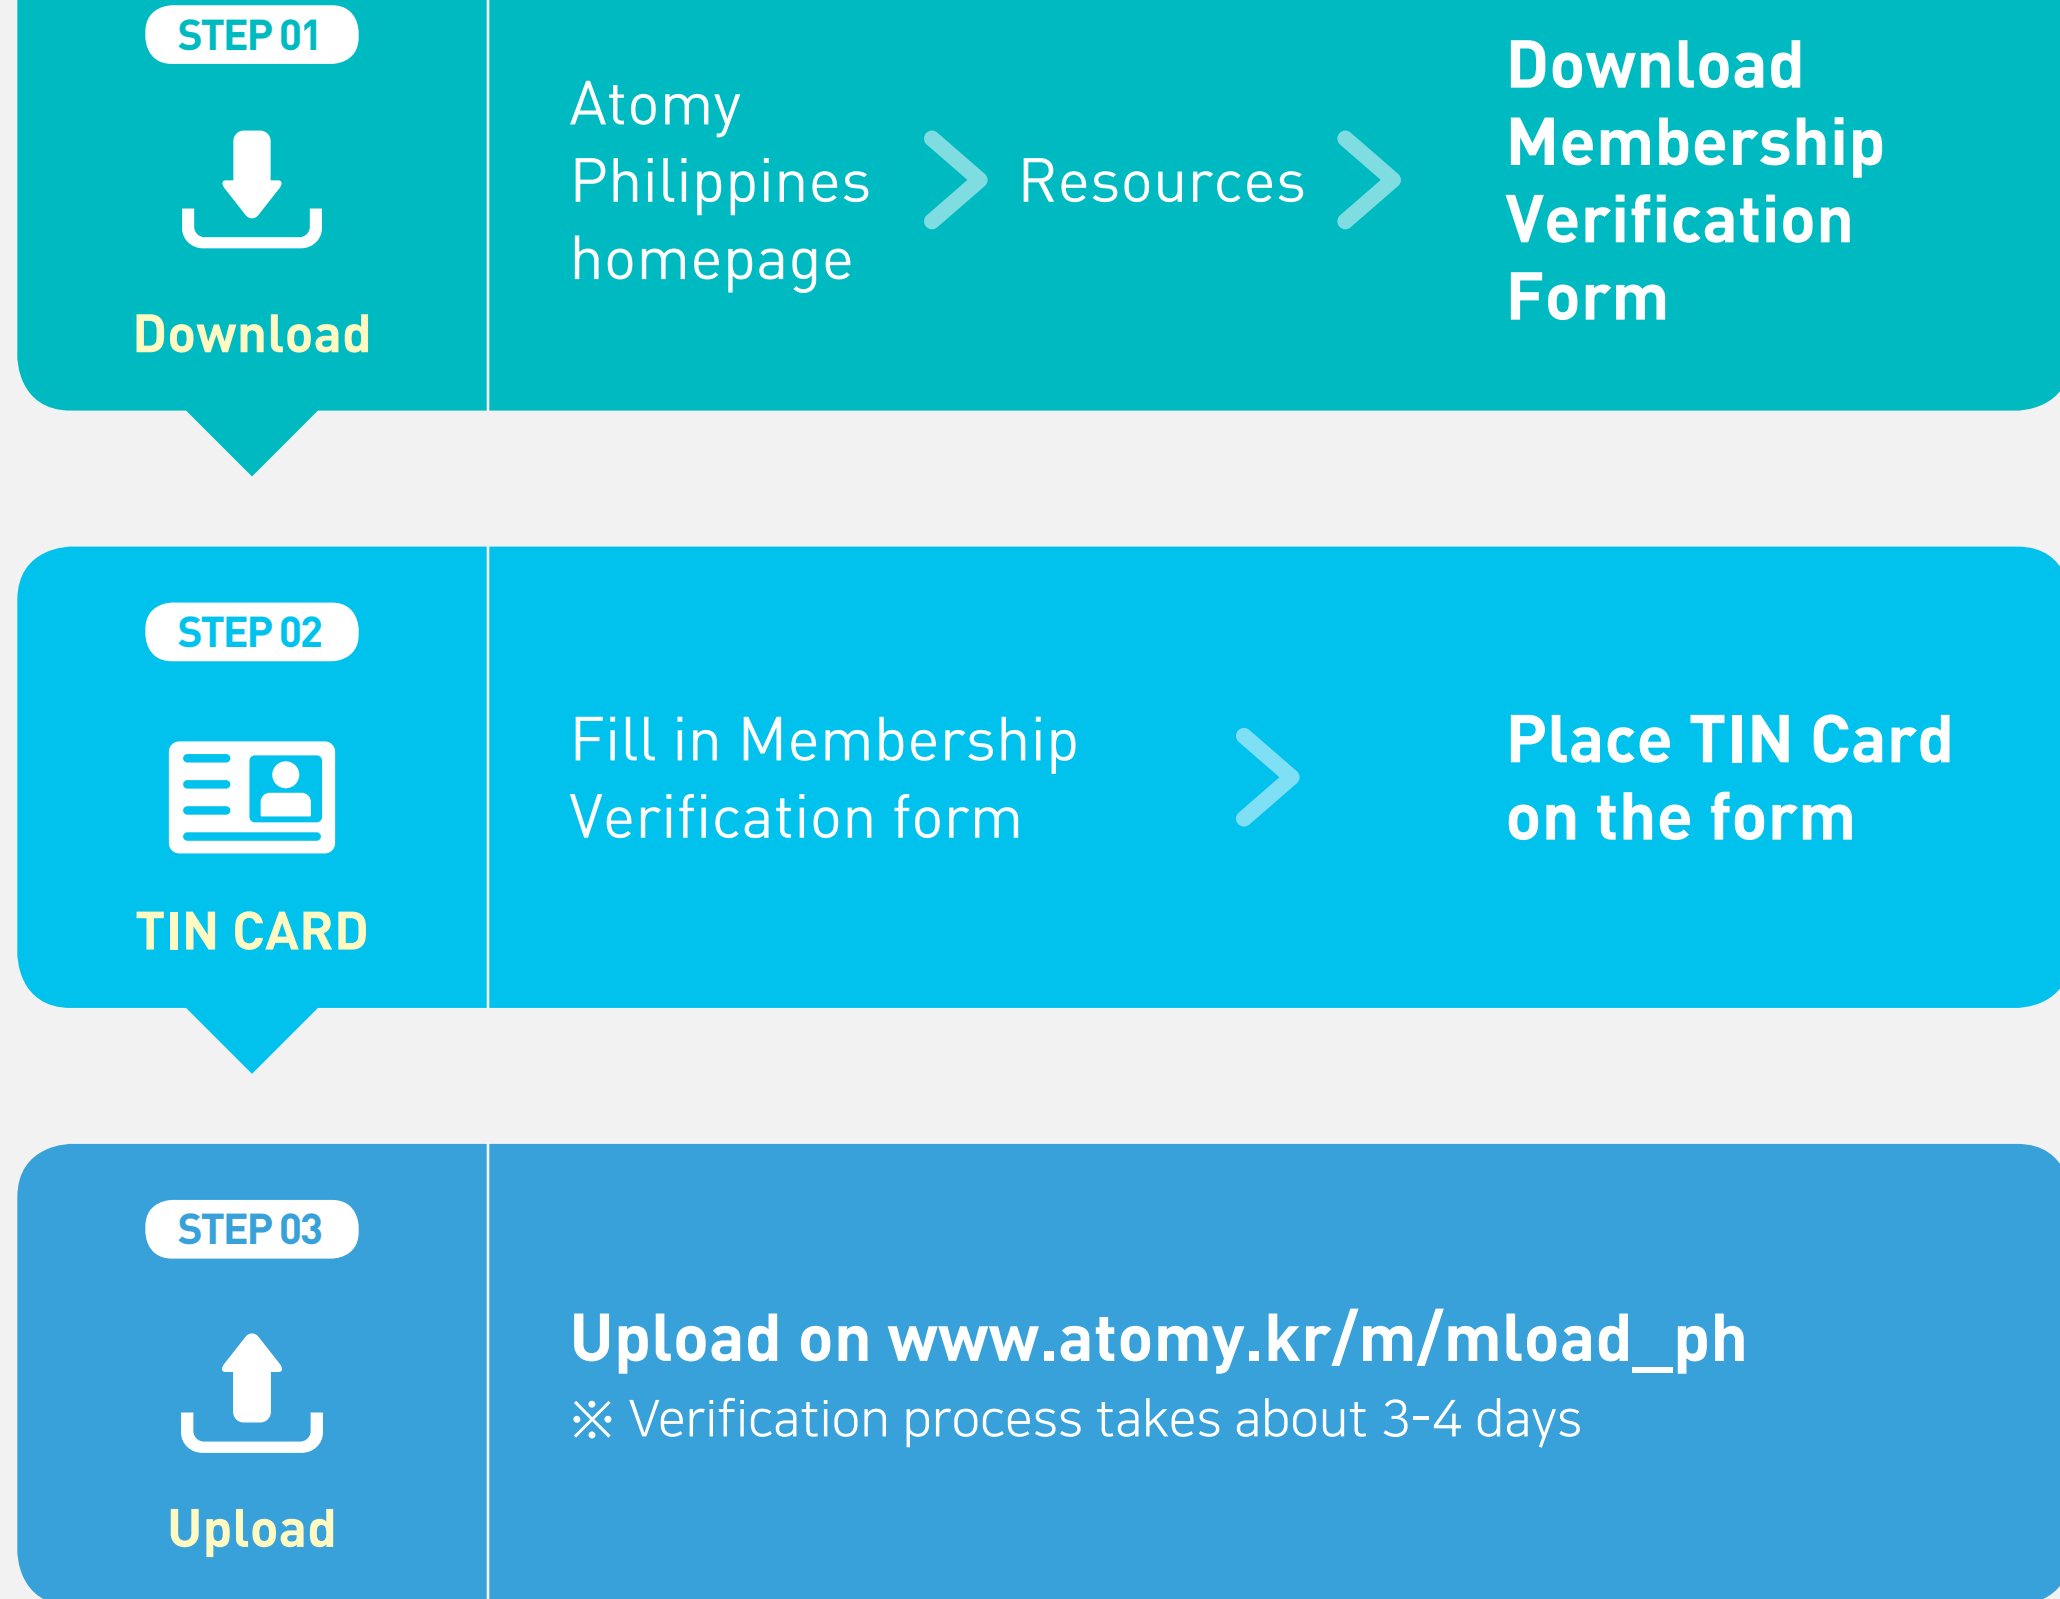 STEP 01
Download
Atomy
Philippines
homepage
Resources
Download
Membership
Verification
Form
STEP 02
TIN CARD
Fill in Membership
Verification form
Place TIN Card
on the form
STEP 03
Upload
Upload on www.atomy.kr/m/mload_ph
※ Verification process takes about 3-4 days